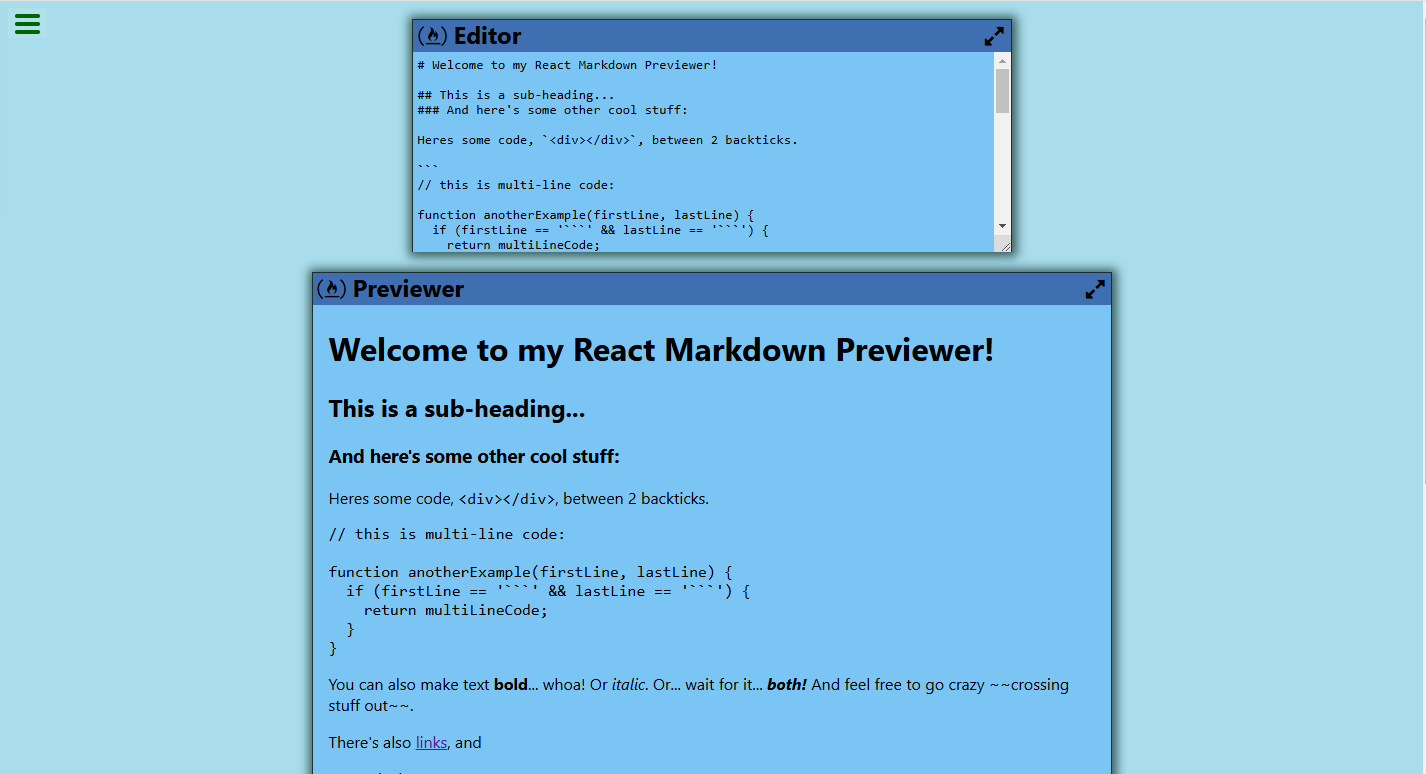 Editor
# Welcome to my React Markdown Previewer!
## This is a sub-heading...
### And here's some other cool stuff:
Heres some code, `<div></div>`, between 2 backticks.
```
// this is multi-line code:
function anotherExample(firstLine, lastLine) {
  if (firstLine == '```' && lastLine == '```') {
    return multiLineCode;
Previewer
Welcome to my React Markdown Previewer!
This is a sub-heading...
And here's some other cool stuff:
Heres some code, <div></div>, between 2 backticks.
// this is multi-line code:
function anotherExample(firstLine, lastLine) {
  if (firstLine == '```' && lastLine == '```') {
    return multiLineCode;
  }
}
You can also make text bold... whoa! Or italic. Or... wait for it... both! And feel free to go crazy ~~crossing
stuff out~~.
There's also links, and